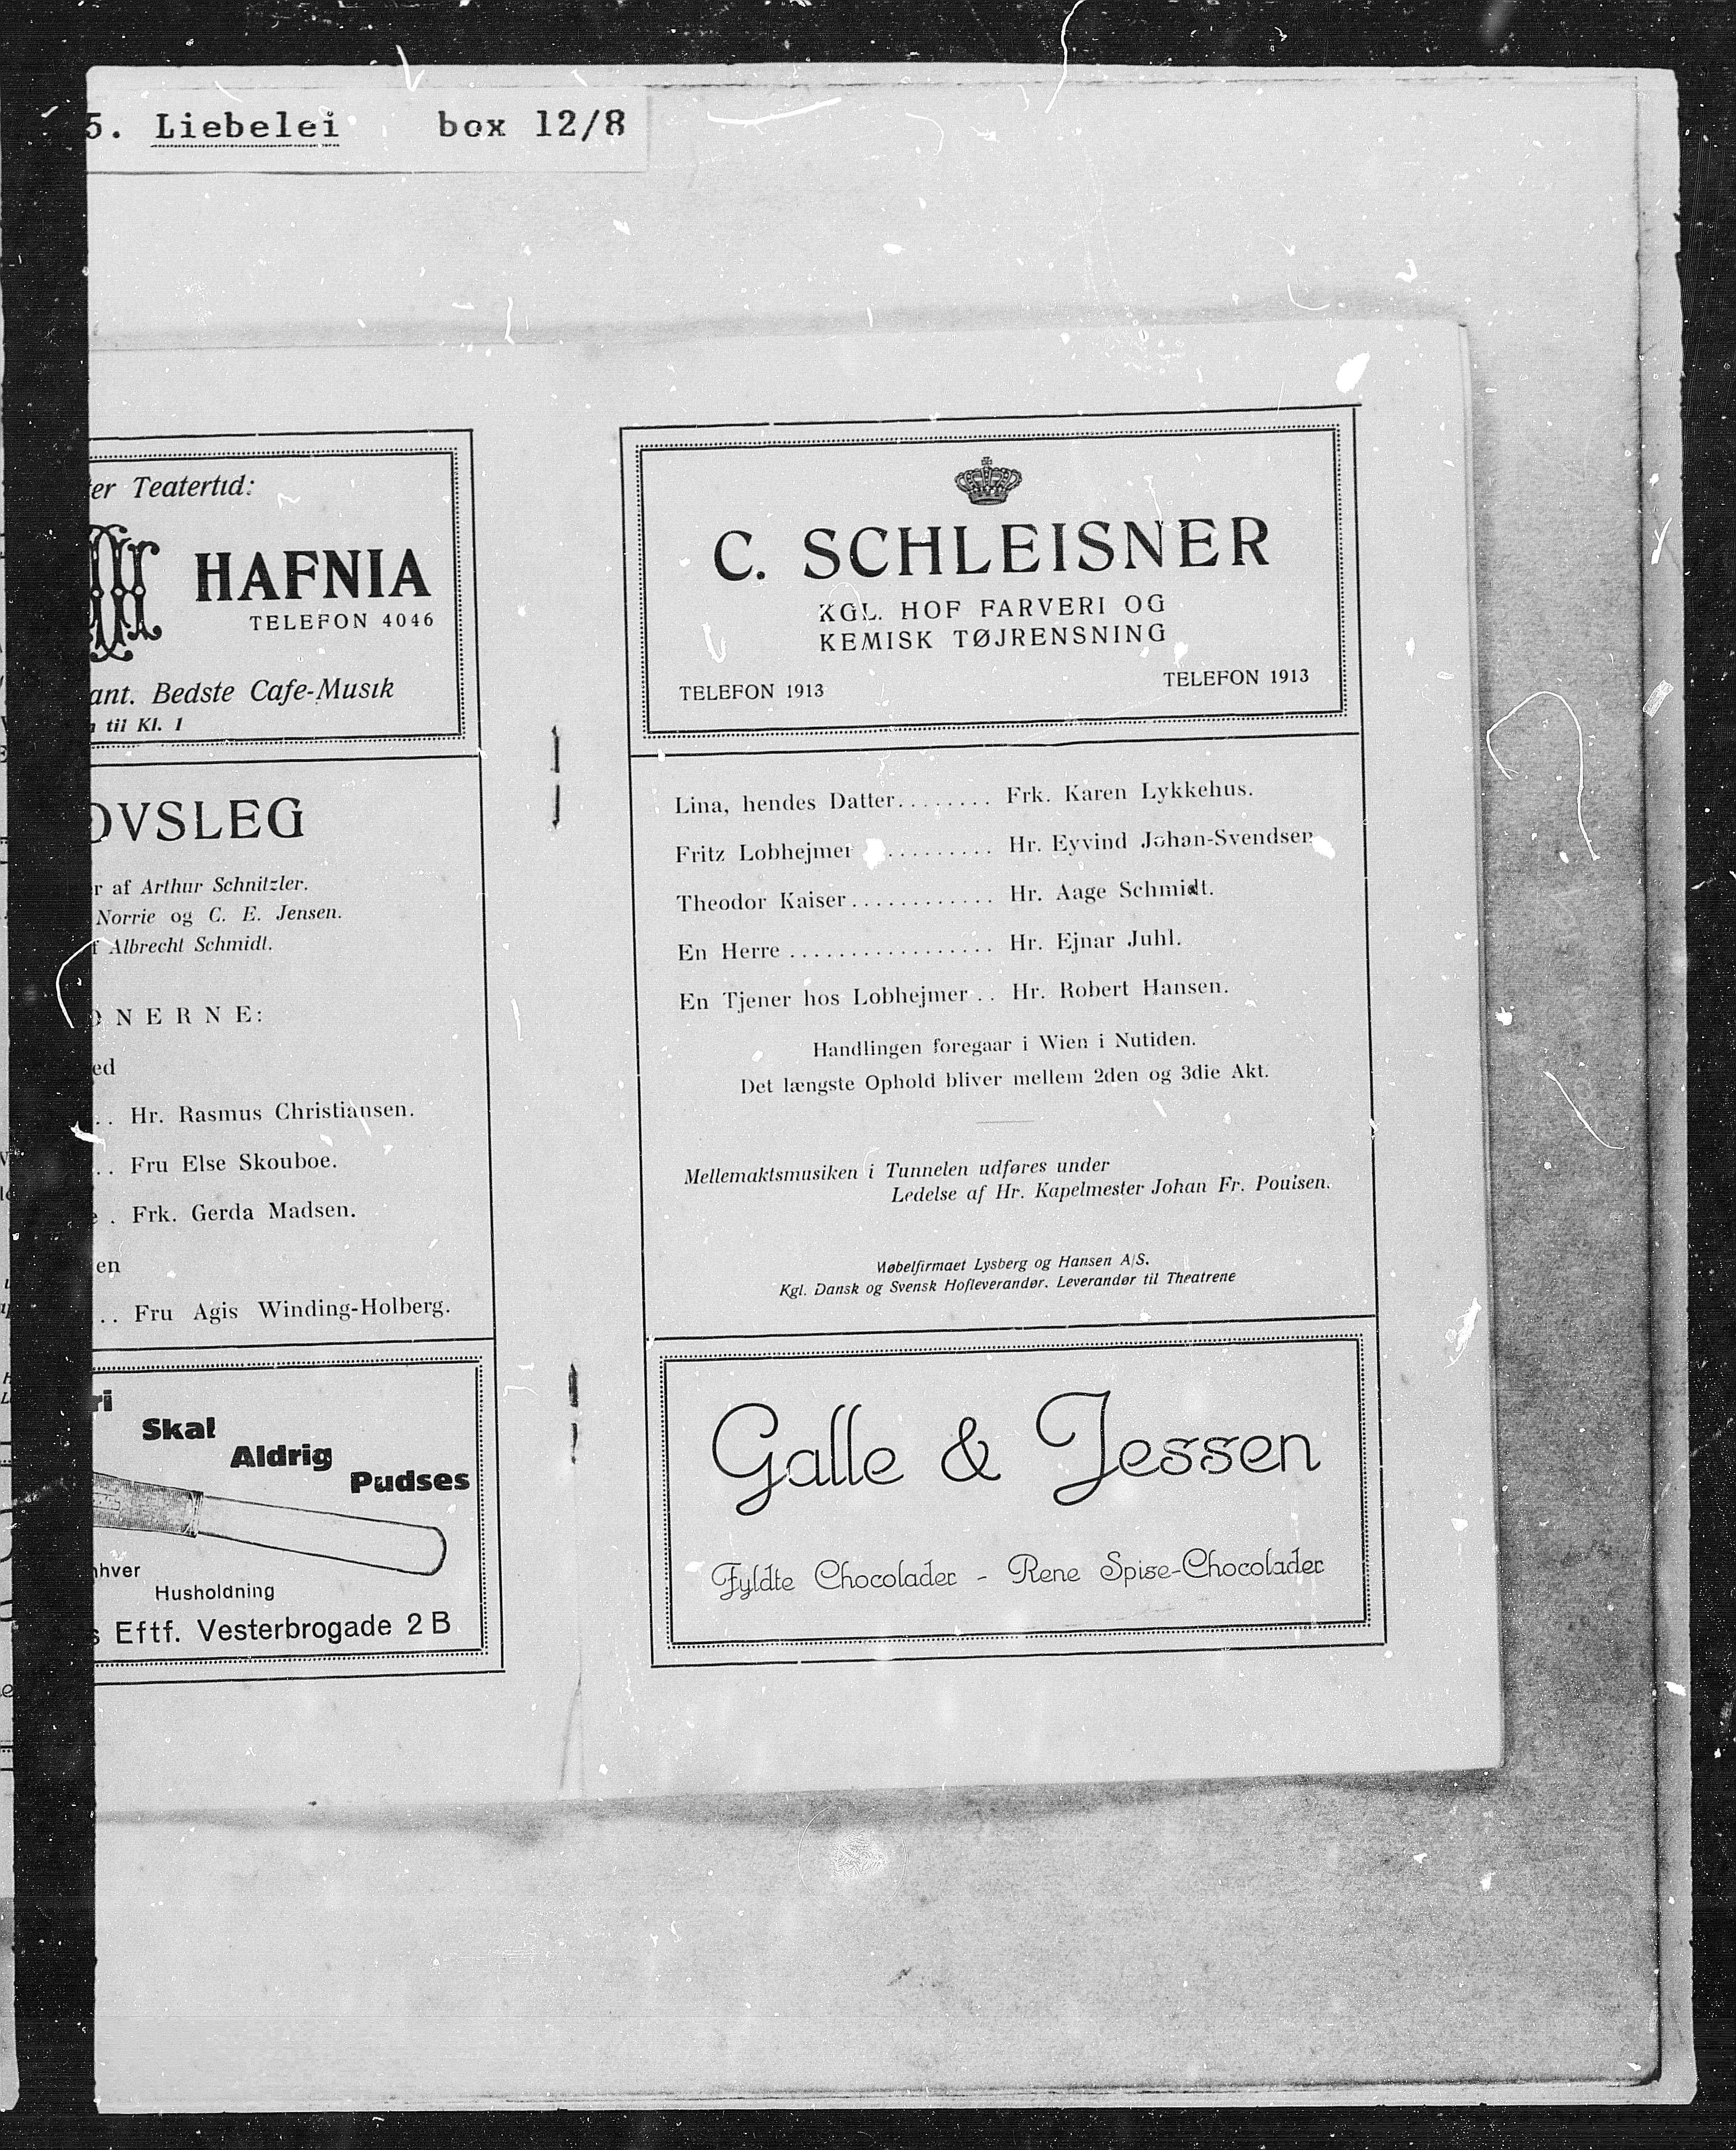 5. Liebelei box 12/8
Teatertid:
HAFNIA
TELEFON 4046
Bedste Cafe-Musik
til Kl. 1
OVSLEG
af Arthur Schnitzler.
Norrie og C. E. Jensen.
Albrecht Schmidt.
ONERNE:
Hr. Rasmus Christiansen.
Fru Else Skouboe.
Frk. Gerda Madsen.
Fru Agis Winding-Holberg.
Skal
Aldrig
Pudses
Husholdning
Eftf. Vesterbrogade 2 B
C. SCHLEISNER
KGL. HOF FARVERI OG
KEMISK TØJRENSNING
TELEFON 1913 TELEFON 1913
Lina, hendes Datter........ Frk. Karen Lykkehus.
Fritz Lobhejmer ......... Hr. Eyvind Johan-Svendsen
Theodor Kaiser............ Hr. Aage Schmidt.
En Herre ................. Hr. Ejnar Juhl.
En Tjener hos Lobhejmer .. Hr. Robert Hansen.
Handlingen foregaar i Wien i Nutiden.
Det længste Ophold bliver mellem 2den og 3die Akt.
Mellemaktsmusiken i Tunnelen udføres under
Ledelse af Hr. Kapelmester Johan Fr. Poulsen.
Møbelfirmaet Lysberg og Hansen A/S.
Kgl. Dansk og Svensk Hofleverandør. Leverandør til Theatrene
Galle & Jessen
Fyldte Chocolader - Rene Spise-Chocolader